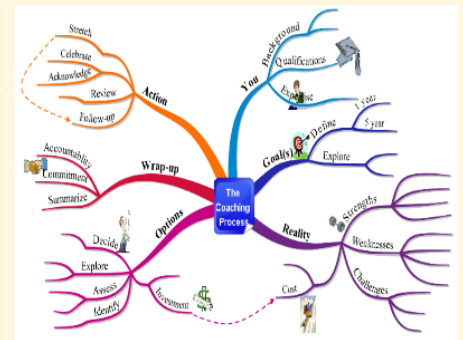 The
Coaching
Process
You
Background
Qualifications
Expertise
Goal(s)
Define
1 year
5 year
Explore
Reality
Strengths
Weaknesses
Challenges
Cost
Options
Decide
Explore
Assess
Identify
Investment
Wrap-up
Accountablity
Commitment
Summarize
Action
Stretch
Celebrate
Acknowledge
Review
Follow-up